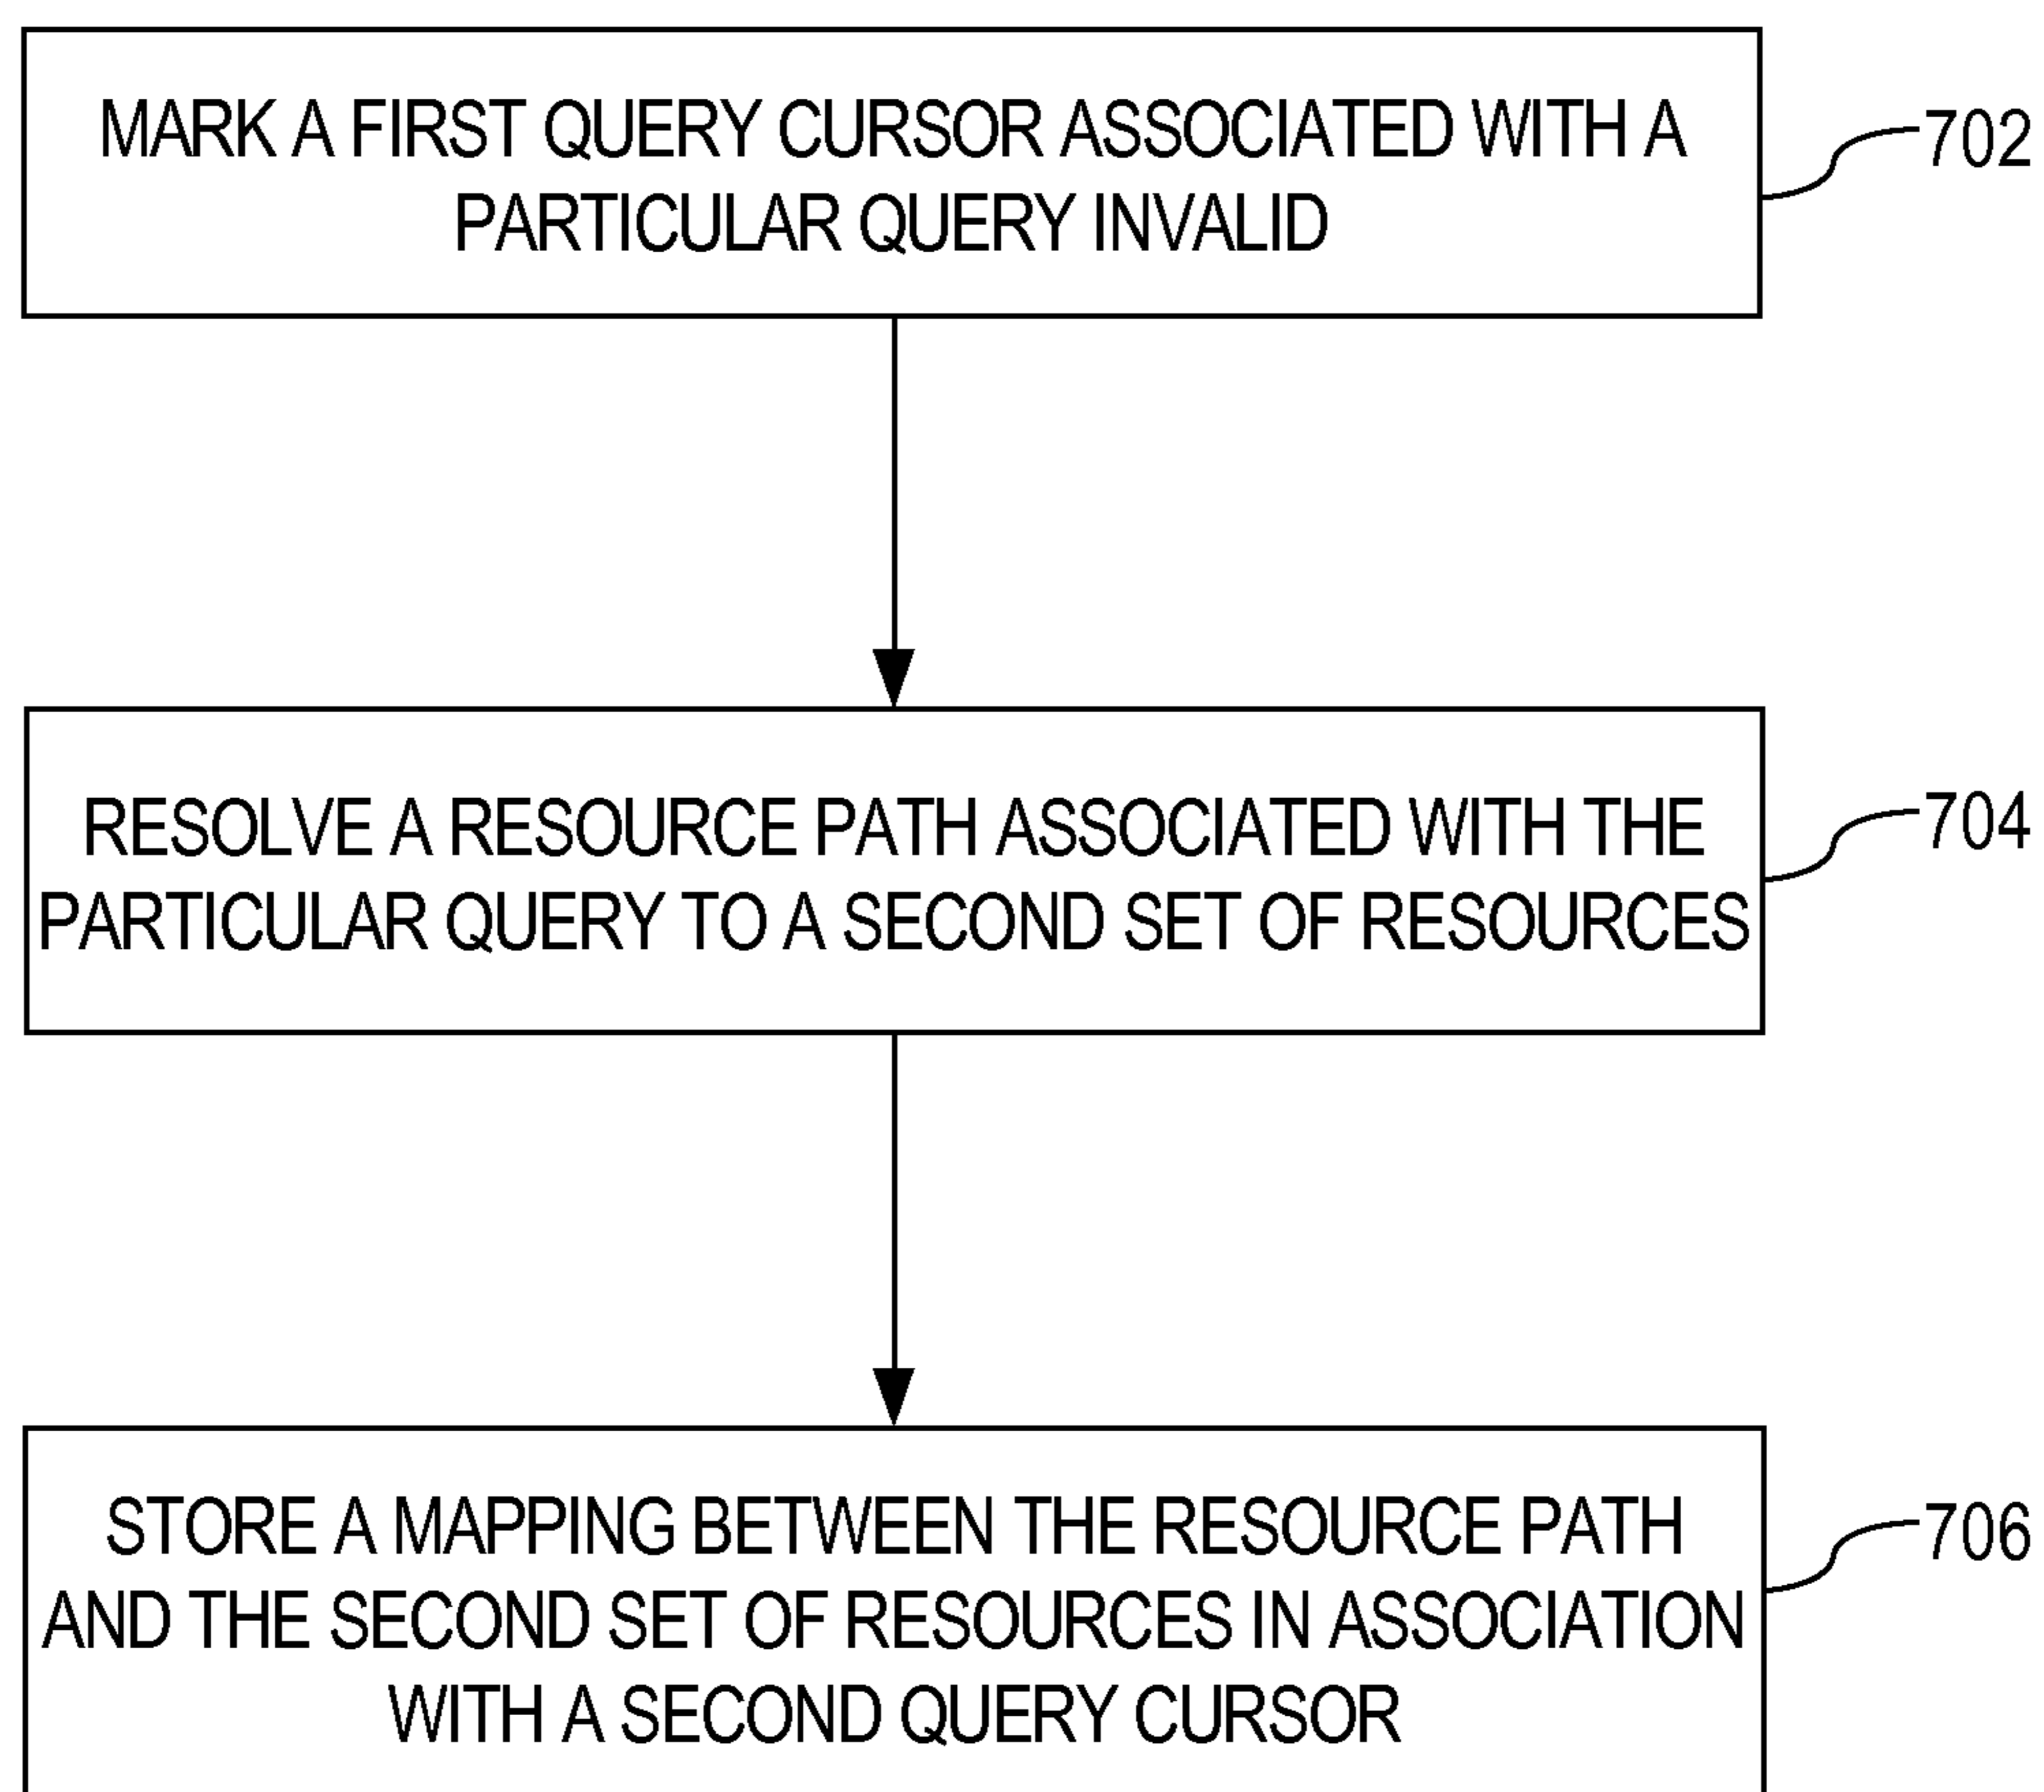 MARK A FIRST QUERY CURSOR ASSOCIATED WITH A
PARTICULAR QUERY INVALID
702
RESOLVE A RESOURCE PATH ASSOCIATED WITH THE
PARTICULAR QUERY TO A SECOND SET OF RESOURCES
704
STORE A MAPPING BETWEEN THE RESOURCE PATH
AND THE SECOND SET OF RESOURCES IN ASSOCIATION
WITH A SECOND QUERY CURSOR
706